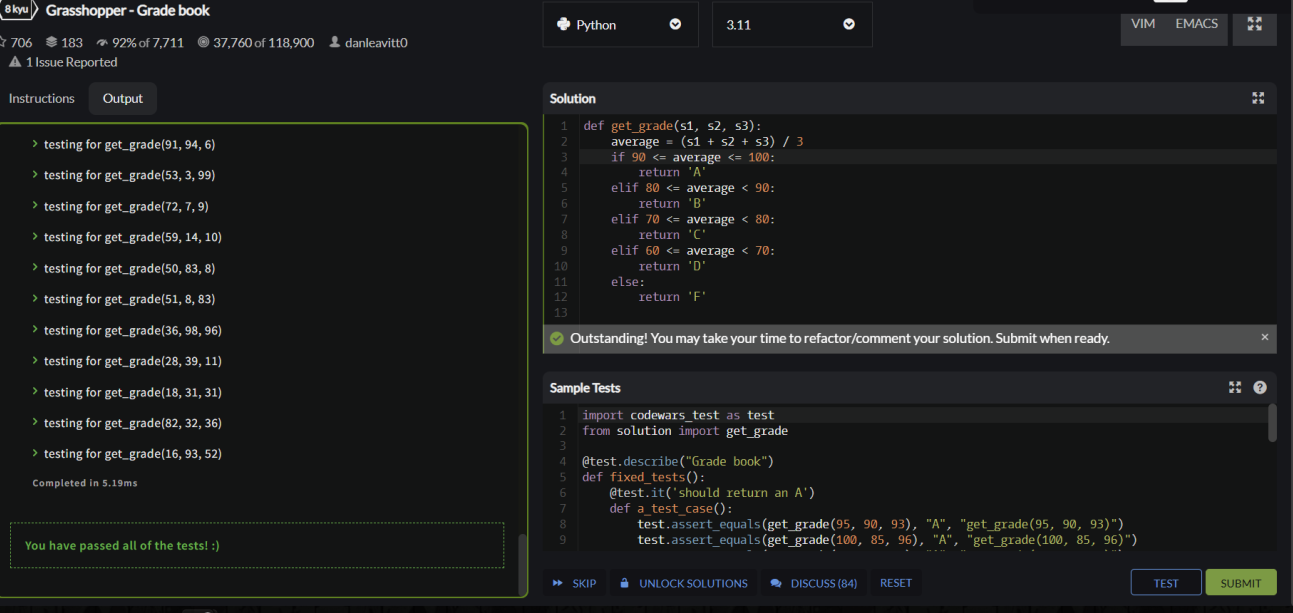 8 kyu Grasshopper - Grade book
706 183 92% of 7,711 37,760 of 118,900 danleavitt0
1 Issue Reported
Instructions Output
testing for get_grade(91, 94, 6)
testing for get_grade(53, 3, 99)
testing for get_grade(72, 7, 9)
testing for get_grade(59, 14, 10)
testing for get_grade(50, 83, 8)
testing for get_grade(51, 8, 83)
testing for get_grade(36, 98, 96)
testing for get_grade(28, 39, 11)
testing for get_grade(18, 31, 31)
testing for get_grade(82, 32, 36)
testing for get_grade(16, 93, 52)
Completed in 5.19ms
You have passed all of the tests! :)
Python 3.11 VIM EMACS
Solution
1 def get_grade(s1, s2, s3):
2 average = (s1 + s2 + s3) / 3
3 if 90 <= average <= 100:
4 return 'A'
5 elif 80 <= average < 90:
6 return 'B'
7 elif 70 <= average < 80:
8 return 'C'
9 elif 60 <= average < 70:
10 return 'D'
11 else:
12 return 'F'
13
Outstanding! You may take your time to refactor/comment your solution. Submit when ready. ×
Sample Tests ?
1 import codewars_test as test
2 from solution import get_grade
3
4 @test.describe("Grade book")
5 def fixed_tests():
6 @test.it('should return an A')
7 def a_test_case():
8 test.assert_equals(get_grade(95, 90, 93), "A", "get_grade(95, 90, 93)")
9 test.assert_equals(get_grade(100, 85, 96), "A", "get_grade(100, 85, 96)")
SKIP UNLOCK SOLUTIONS DISCUSS (84) RESET TEST SUBMIT